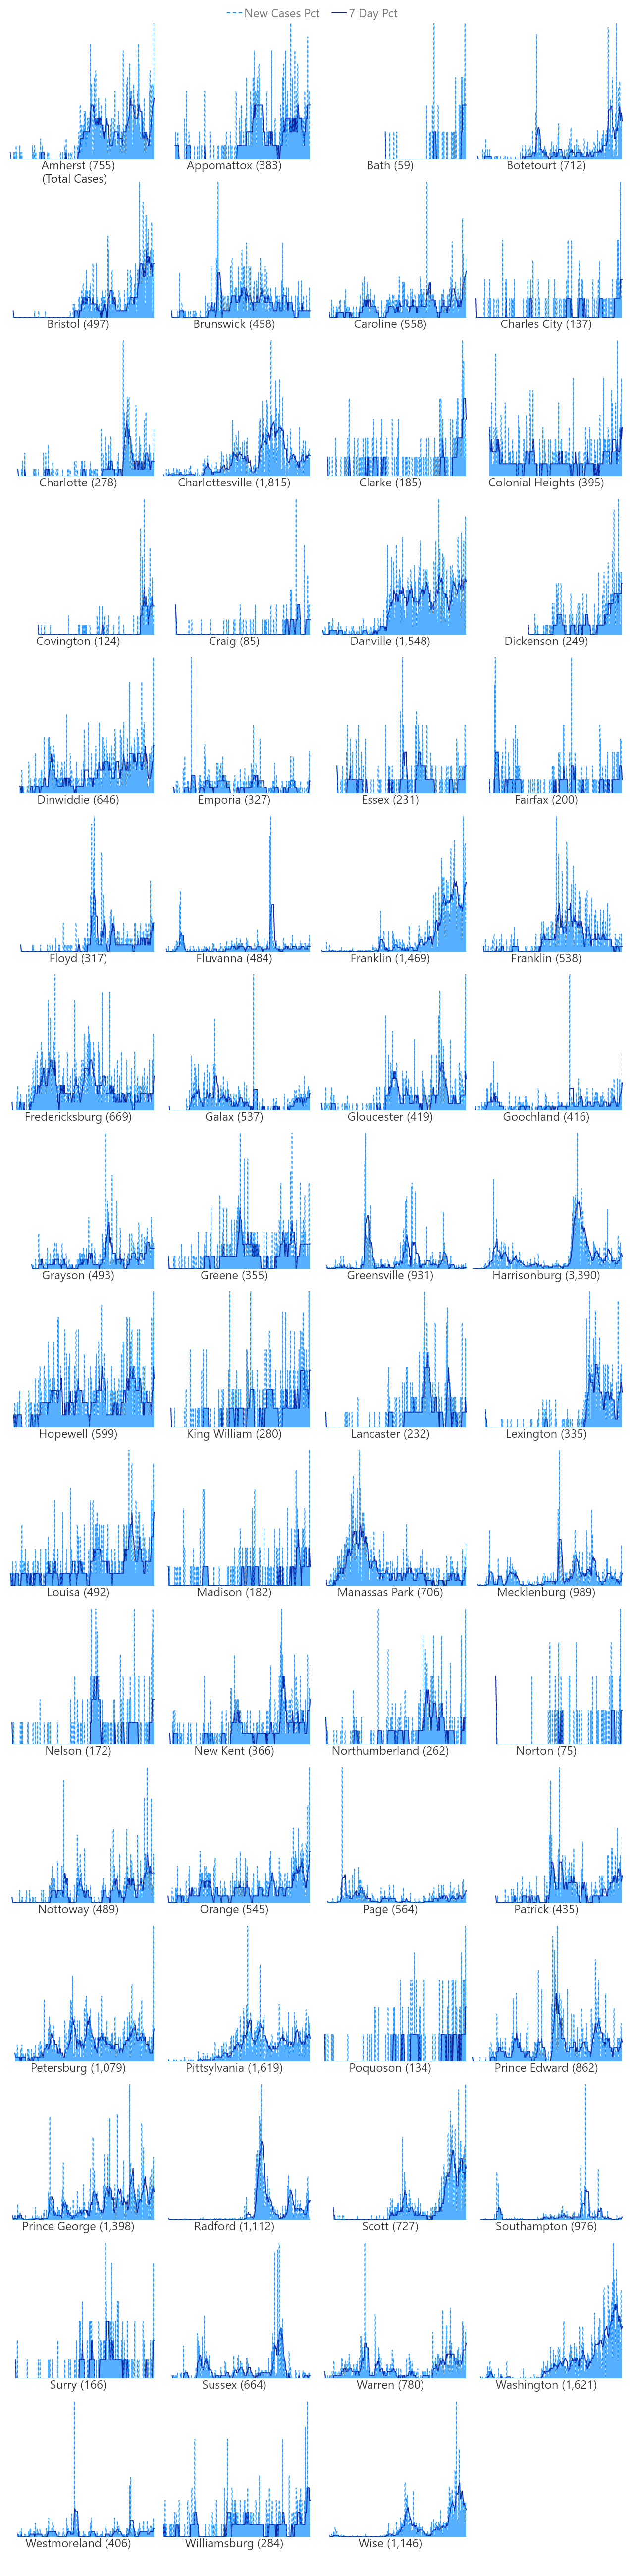 New Cases Pct 7 Day Pct
Amherst (755) Appomattox (383) Bath (59) Botetourt (712)
(Total Cases)
Bristol (497) Brunswick (458) Caroline (558) Charles City (137)
Charlotte (278) Charlottesville (1,815) Clarke (185) Colonial Heights (395)
Covington (124) Craig (85) Danville (1,548) Dickenson (249)
Dinwiddie (646) Emporia (327) Essex (231) Fairfax (200)
Floyd (317) Fluvanna (484) Franklin (1,469) Franklin (538)
Fredericksburg (669) Galax (537) Gloucester (419) Goochland (416)
Grayson (493) Greene (355) Greensville (931) Harrisonburg (3,390)
Hopewell (599) King William (280) Lancaster (232) Lexington (335)
Louisa (492) Madison (182) Manassas Park (706) Mecklenburg (989)
Nelson (172) New Kent (366) Northumberland (262) Norton (75)
Nottoway (489) Orange (545) Page (564) Patrick (435)
Petersburg (1,079) Pittsylvania (1,619) Poquoson (134) Prince Edward (862)
Prince George (1,398) Radford (1,112) Scott (727) Southampton (976)
Surry (166) Sussex (664) Warren (780) Washington (1,621)
Westmoreland (406) Williamsburg (284) Wise (1,146)